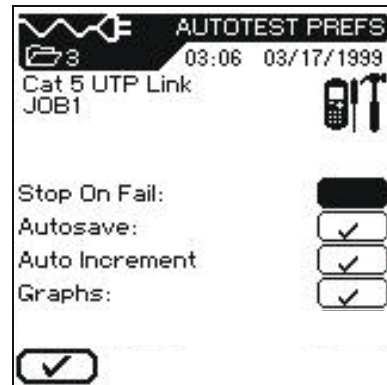 AUTOTEST PREFS
3 03:06 03/17/1999
Cat 5 UTP Link
JOB1
Stop On Fail:
Autosave:
Auto Increment
Graphs: